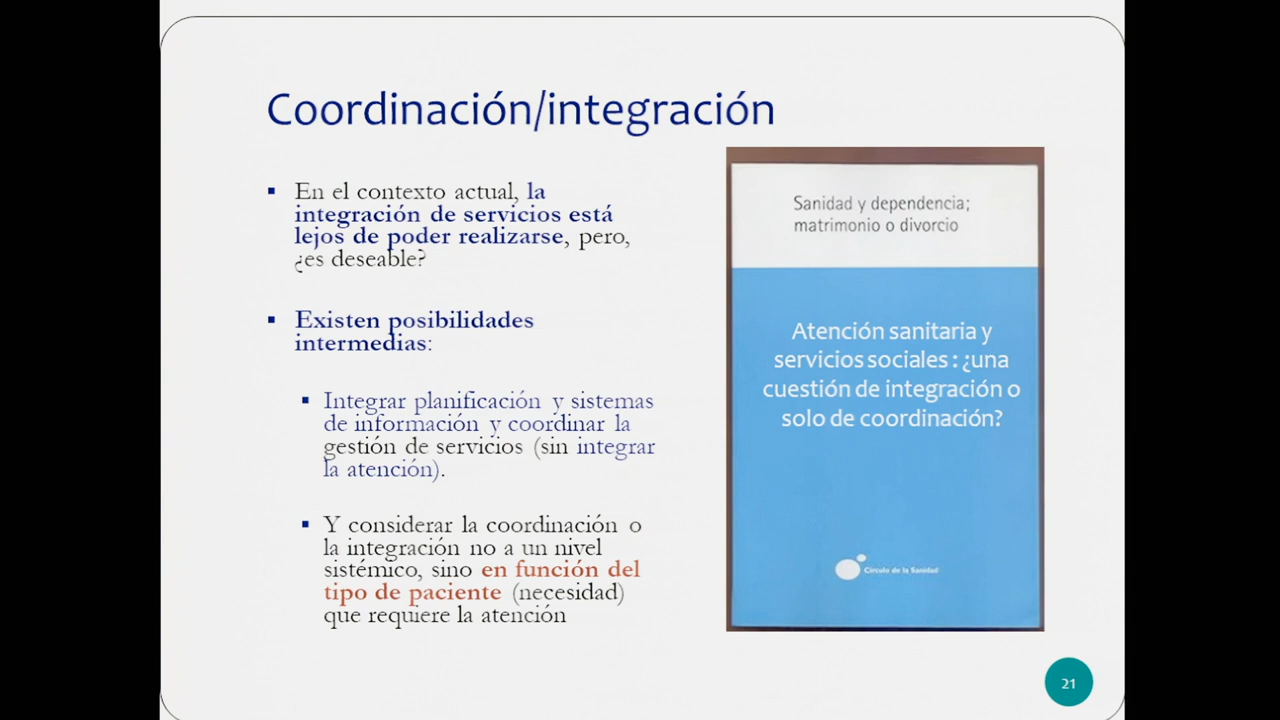 Coordinación/integración
▪ En el contexto actual, la
integración de servicios está
lejos de poder realizarse, pero,
¿es deseable?
▪ Existen posibilidades
intermedias:
▪ Integrar planificación y sistemas
de información y coordinar la
gestión de servicios (sin integrar
la atención).
▪ Y considerar la coordinación o
la integración no a un nivel
sistémico, sino en función del
tipo de paciente (necesidad)
que requiere la atención
Sanidad y dependencia;
matrimonio o divorcio
Atención sanitaria y
servicios sociales : ¿una
cuestión de integración o
solo de coordinación?
Círculo de la Sanidad
21